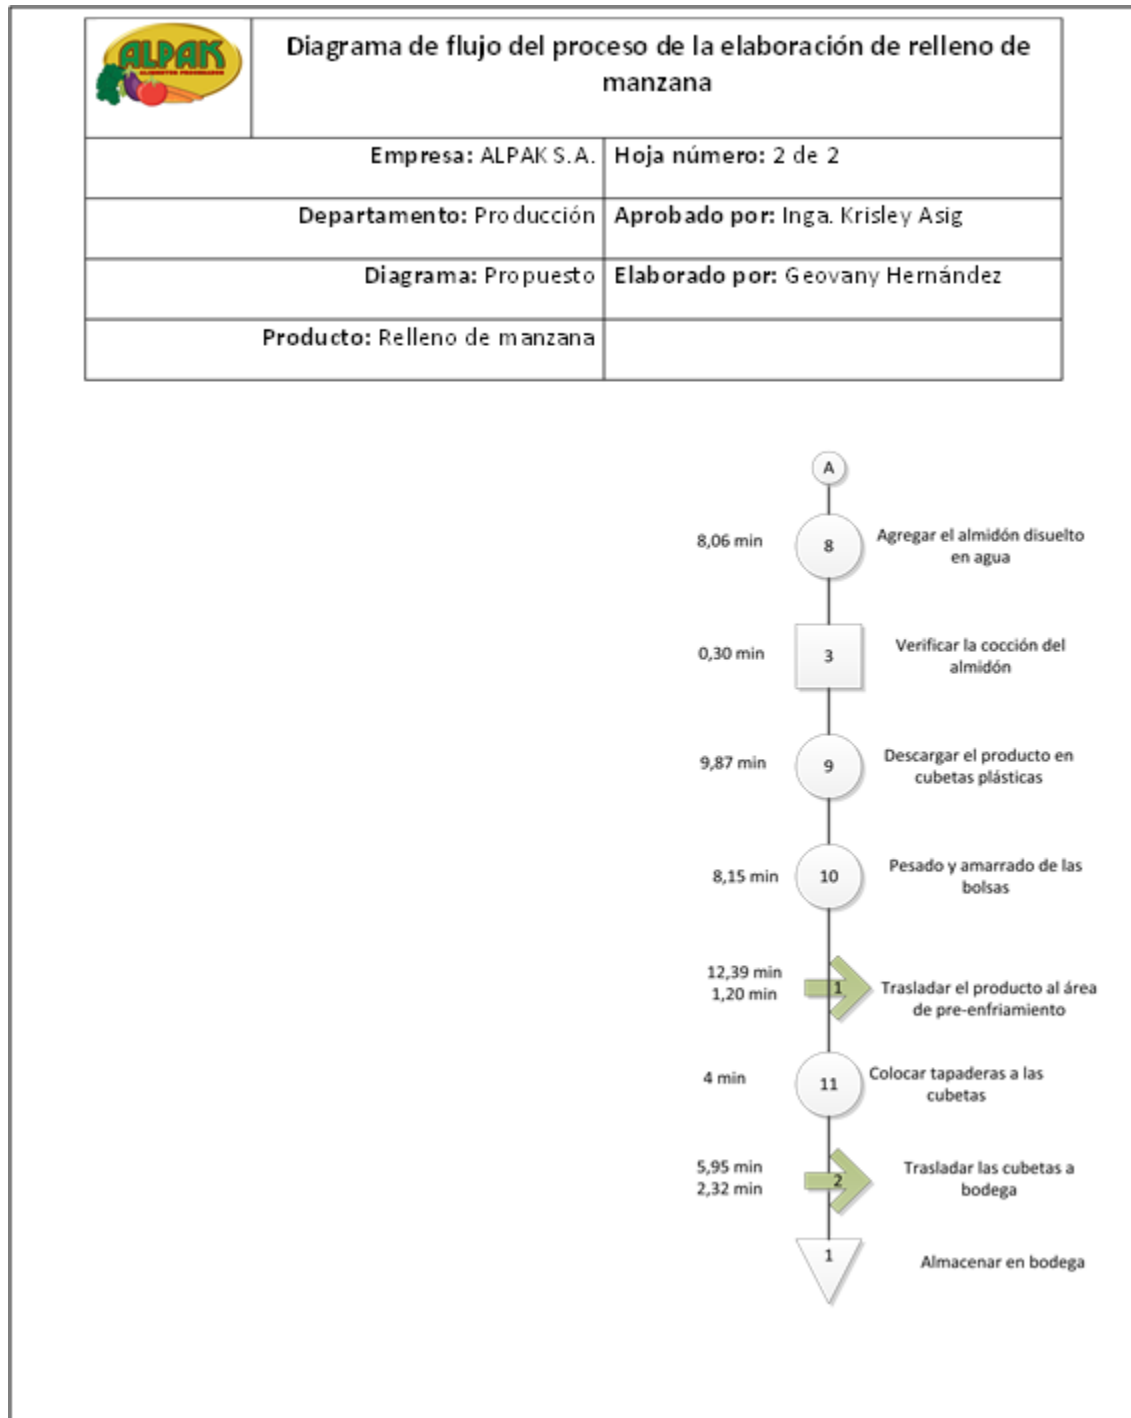 ALPAK
ALIMENTOS PROCESADOS
Diagrama de flujo del proceso de la elaboración de relleno de
manzana
Empresa: ALPAK S.A.
Hoja número: 2 de 2
Departamento: Producción
Aprobado por: Inga. Krisley Asig
Diagrama: Propuesto
Elaborado por: Geovany Hernández
Producto: Relleno de manzana
A
8,06 min
8
Agregar el almidón disuelto
en agua
0,30 min
3
Verificar la cocción del
almidón
9,87 min
9
Descargar el producto en
cubetas plásticas
8,15 min
10
Pesado y amarrado de las
bolsas
12,39 min
1,20 min
1
Trasladar el producto al área
de pre-enfriamiento
4 min
11
Colocar tapaderas a las
cubetas
5,95 min
2,32 min
2
Trasladar las cubetas a
bodega
1
Almacenar en bodega